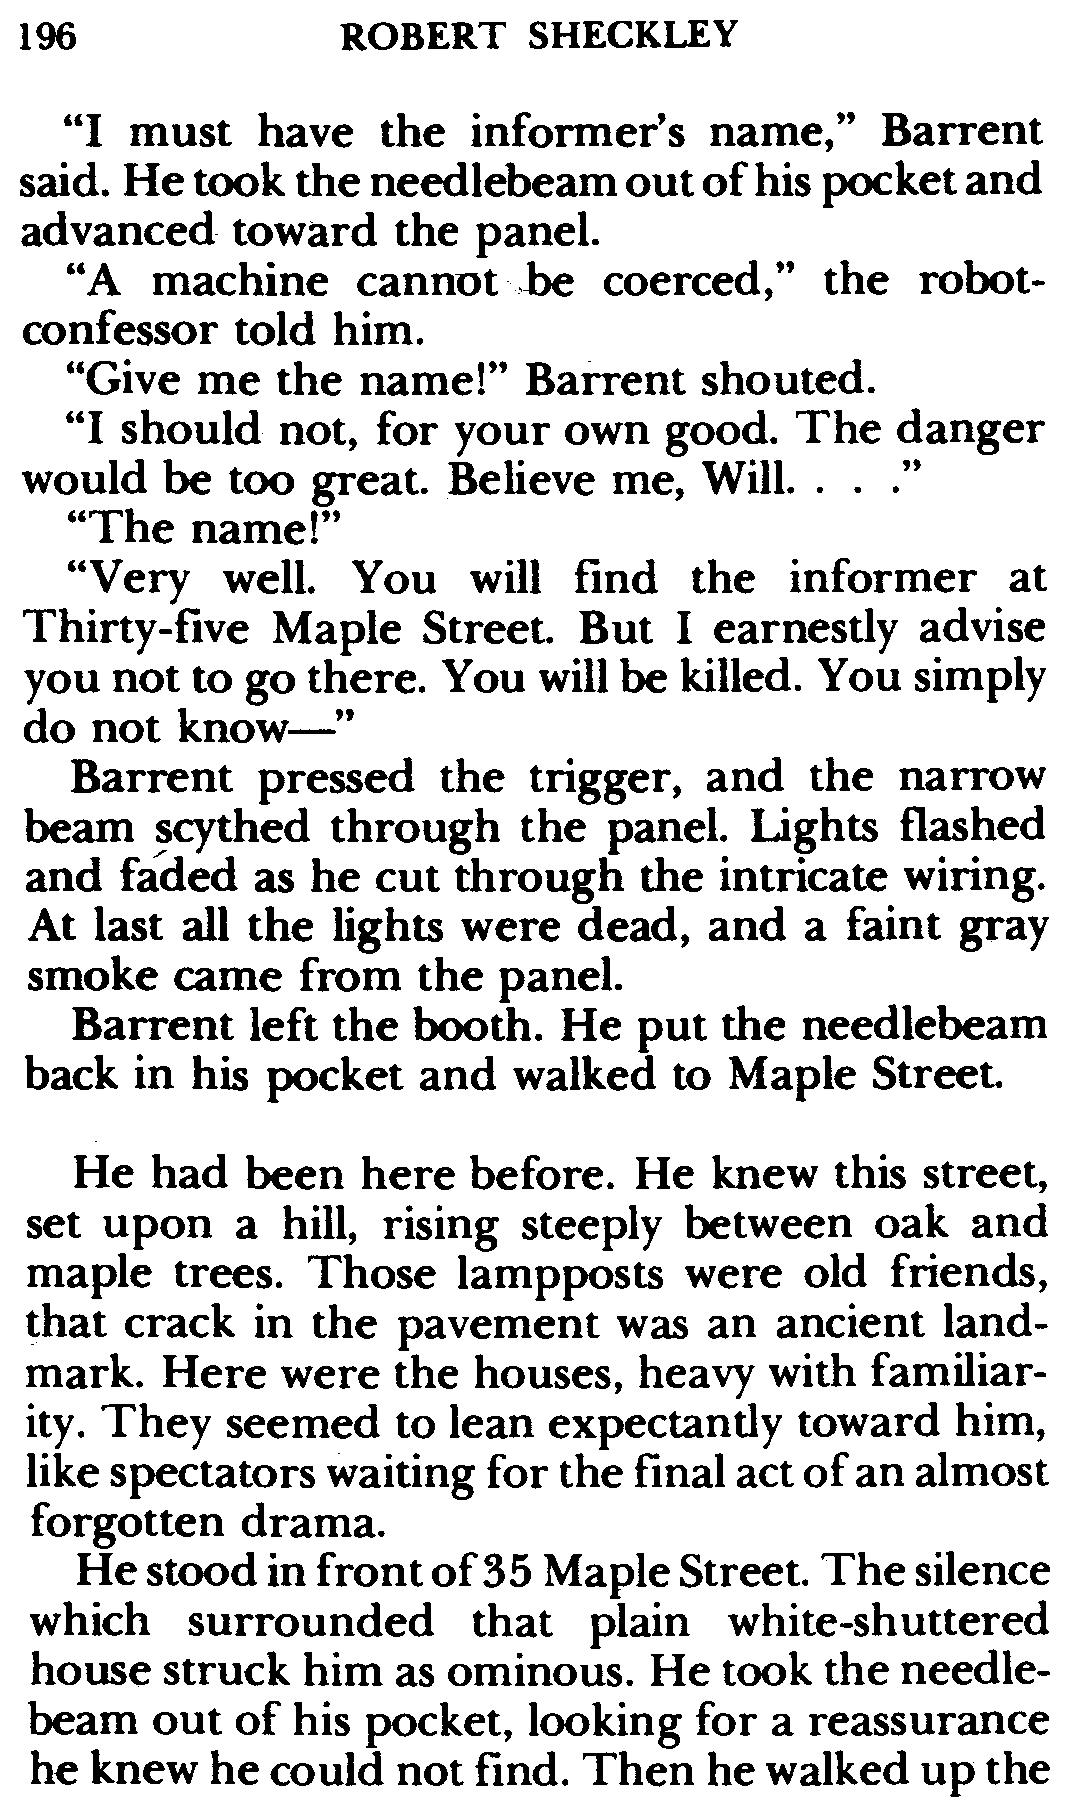 196 ROBERT SHECKLEY
“I must have the informer’s name,” Barrent
said. He took the needlebeam out of his pocket and
advanced toward the panel.
“A machine cannot be coerced,” the robot-
confessor told him.
“Give me the name!” Barrent shouted.
“I should not, for your own good. The danger
would be too great. Believe me, Will. . . .”
“The name!”
“Very well. You will find the informer at
Thirty-five Maple Street. But I earnestly advise
you not to go there. You will be killed. You simply
do not know—”
Barrent pressed the trigger, and the narrow
beam scythed through the panel. Lights flashed
and faded as he cut through the intricate wiring.
At last all the lights were dead, and a faint gray
smoke came from the panel.
Barrent left the booth. He put the needlebeam
back in his pocket and walked to Maple Street.
He had been here before. He knew this street,
set upon a hill, rising steeply between oak and
maple trees. Those lampposts were old friends,
that crack in the pavement was an ancient land-
mark. Here were the houses, heavy with familiar-
ity. They seemed to lean expectantly toward him,
like spectators waiting for the final act of an almost
forgotten drama.
He stood in front of 35 Maple Street. The silence
which surrounded that plain white-shuttered
house struck him as ominous. He took the needle-
beam out of his pocket, looking for a reassurance
he knew he could not find. Then he walked up the